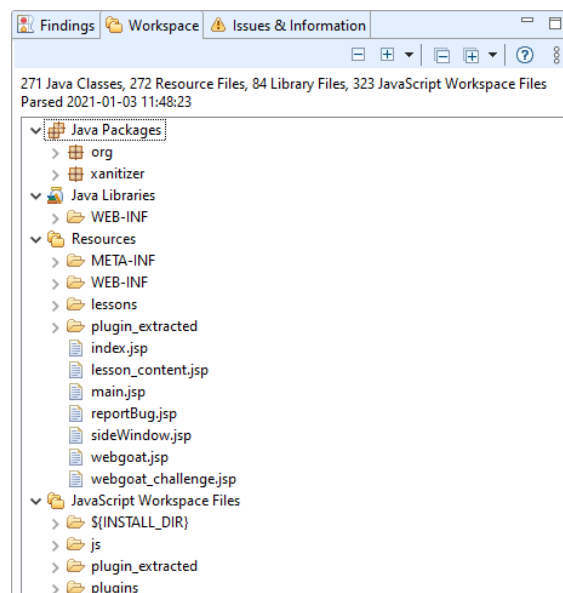 Findings Workspace Issues & Information
271 Java Classes, 272 Resource Files, 84 Library Files, 323 JavaScript Workspace Files
Parsed 2021-01-03 11:48:23
Java Packages
org
xanitizer
Java Libraries
WEB-INF
Resources
META-INF
WEB-INF
lessons
plugin_extracted
index.jsp
lesson_content.jsp
main.jsp
reportBug.jsp
sideWindow.jsp
webgoat.jsp
webgoat_challenge.jsp
JavaScript Workspace Files
${INSTALL_DIR}
js
plugin_extracted
plugins